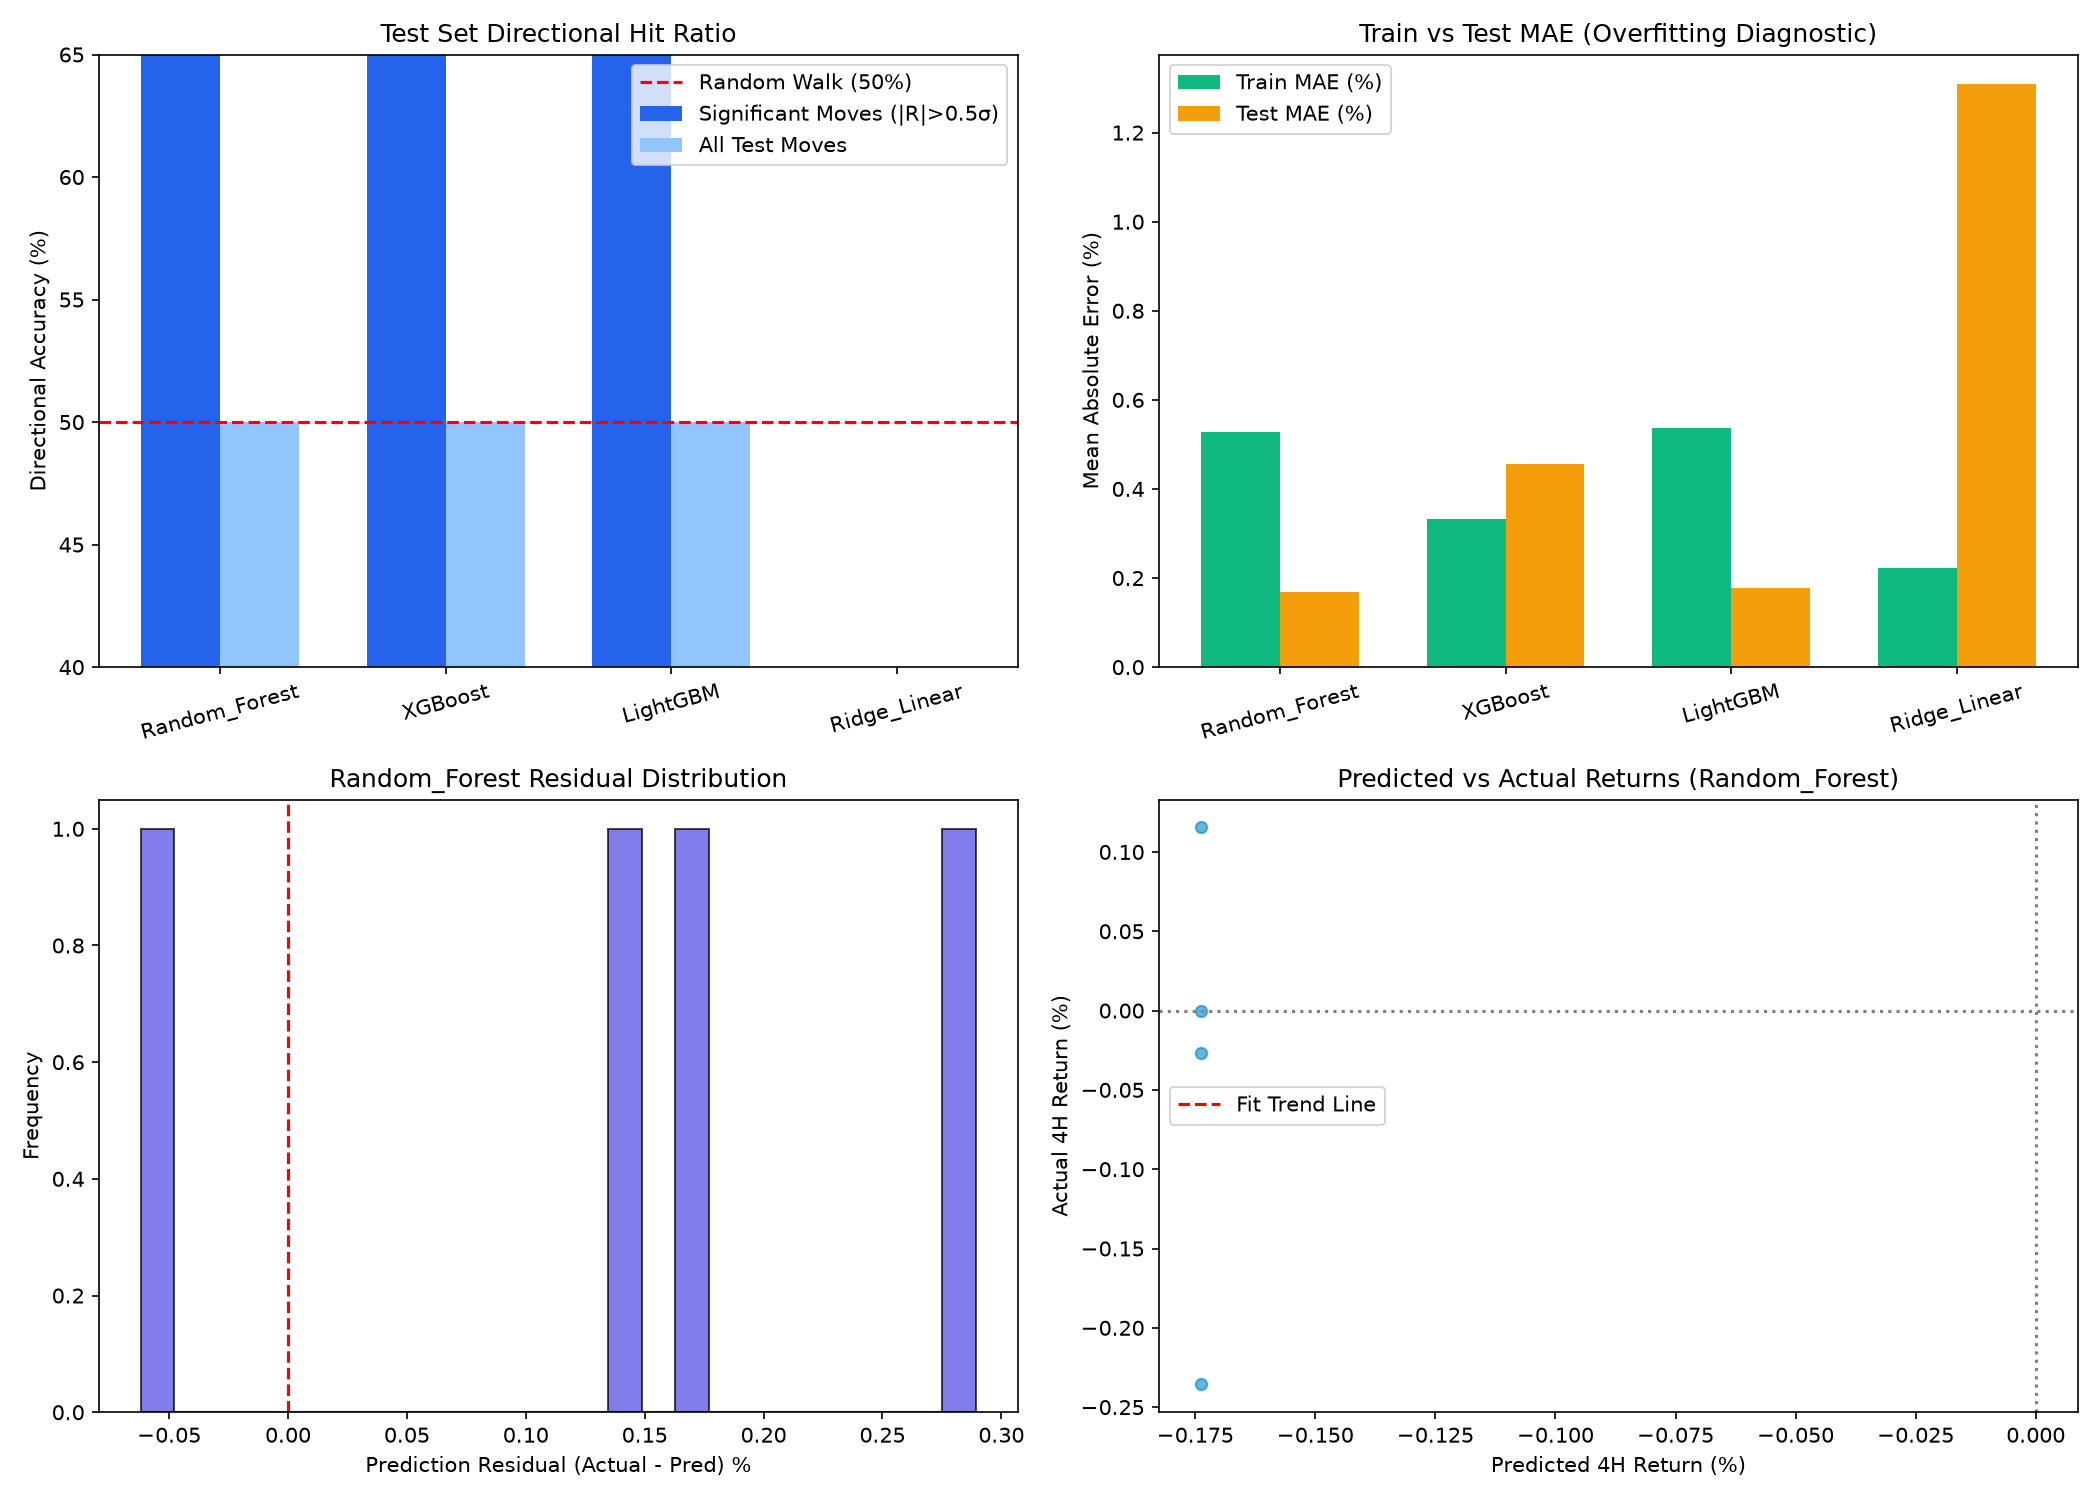 Test Set Directional Hit Ratio
Directional Accuracy (%)
65
60
55
50
45
40
Random Walk (50%)
Significant Moves (|R|>0.5σ)
All Test Moves
Random_Forest
XGBoost
LightGBM
Ridge_Linear
Train vs Test MAE (Overfitting Diagnostic)
Mean Absolute Error (%)
1.2
1.0
0.8
0.6
0.4
0.2
0.0
Train MAE (%)
Test MAE (%)
Random_Forest
XGBoost
LightGBM
Ridge_Linear
Random_Forest Residual Distribution
Frequency
1.0
0.8
0.6
0.4
0.2
0.0
−0.05
0.00
0.05
0.10
0.15
0.20
0.25
0.30
Prediction Residual (Actual - Pred) %
Predicted vs Actual Returns (Random_Forest)
Actual 4H Return (%)
0.10
0.05
0.00
−0.05
−0.10
−0.15
−0.20
−0.25
Fit Trend Line
−0.175
−0.150
−0.125
−0.100
−0.075
−0.050
−0.025
0.000
Predicted 4H Return (%)